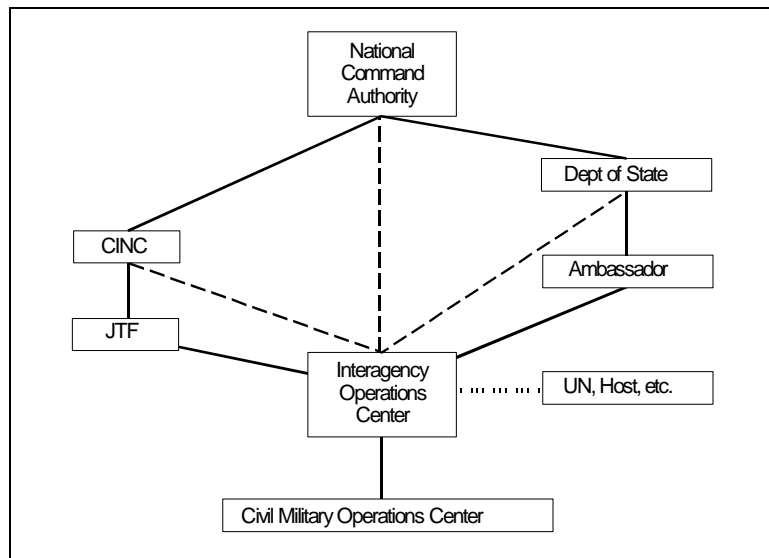 National
Command
Authority
Dept of State
CINC
Ambassador
JTF
Interagency
Operations
Center
UN, Host, etc.
Civil Military Operations Center